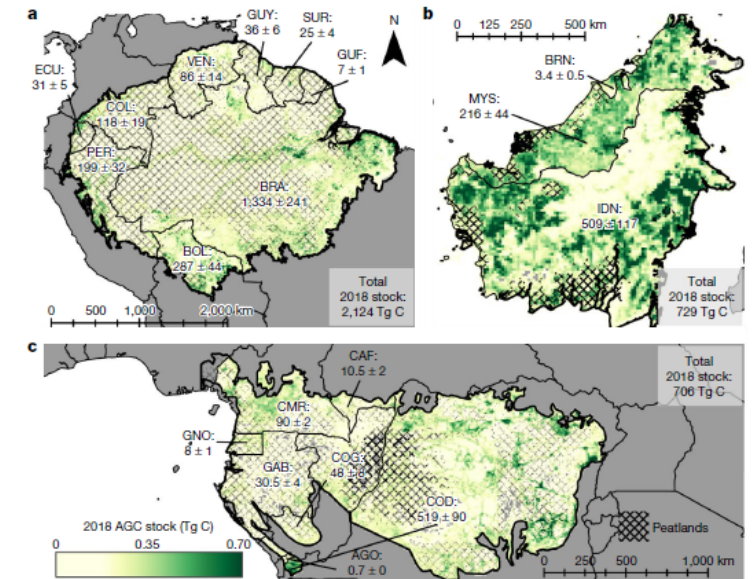 a
GUY:
36 ± 6
SUR:
25 ± 4
N
VEN:
86 ± 14
GUF:
7 ± 1
ECU:
31 ± 5
COL:
118 ± 19
PER:
199 ± 32
BRA:
1,334 ± 241
BOL:
287 ± 44
Total
2018 stock:
2,124 Tg C
0 500 1,000 2,000 km
b
0 125 250 500 km
BRN:
3.4 ± 0.5
MYS:
216 ± 44
IDN:
509 ± 117
Total
2018 stock:
729 Tg C
c
CAF:
10.5 ± 2
Total
2018 stock:
706 Tg C
CMR:
90 ± 2
GNO:
8 ± 1
GAB:
30.5 ± 4
COG:
48 ± 8
COD:
519 ± 90
AGO:
0.7 ± 0
2018 AGC stock (Tg C)
0 0.35 0.70
Peatlands
0 250 500 1,000 km